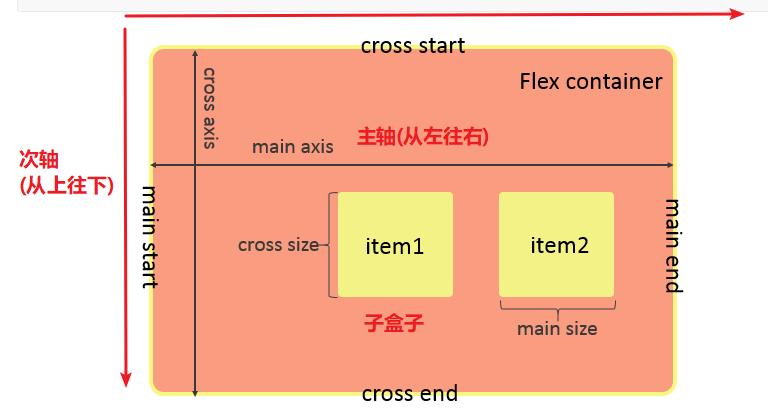 cross start
Flex container
cross axis
主轴(从左往右)
main axis
次轴
(从上往下)
main start
main end
cross size
item1
item2
子盒子
main size
cross end